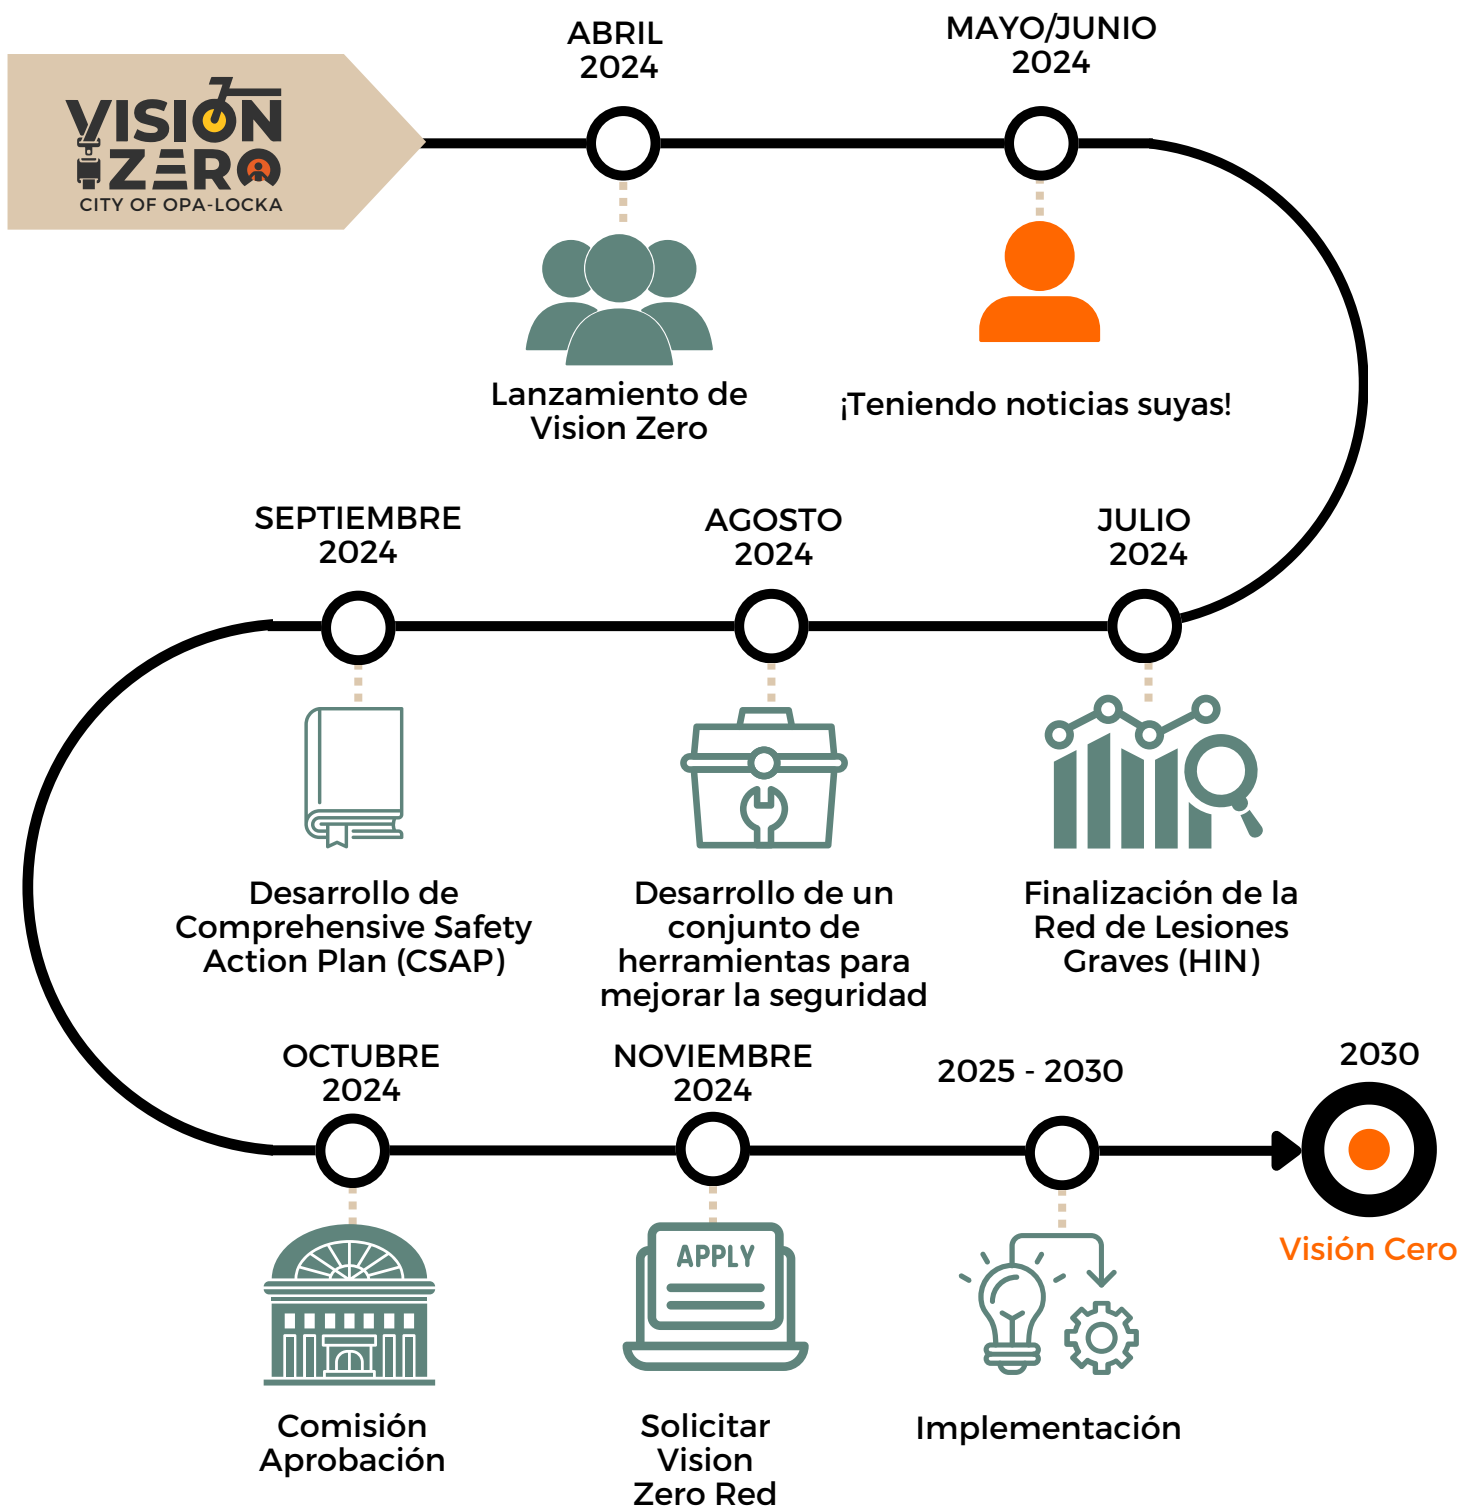 VISION
ZERO
CITY OF OPA-LOCKA
ABRIL
2024
Lanzamiento de
Vision Zero
MAYO/JUNIO
2024
¡Teniendo noticias suyas!
JULIO
2024
Finalización de la
Red de Lesiones
Graves (HIN)
AGOSTO
2024
Desarrollo de un
conjunto de
herramientas para
mejorar la seguridad
SEPTIEMBRE
2024
Desarrollo de
Comprehensive Safety
Action Plan (CSAP)
OCTUBRE
2024
Comisión
Aprobación
NOVIEMBRE
2024
APPLY
Solicitar
Vision
Zero Red
2025 - 2030
Implementación
2030
Visión Cero